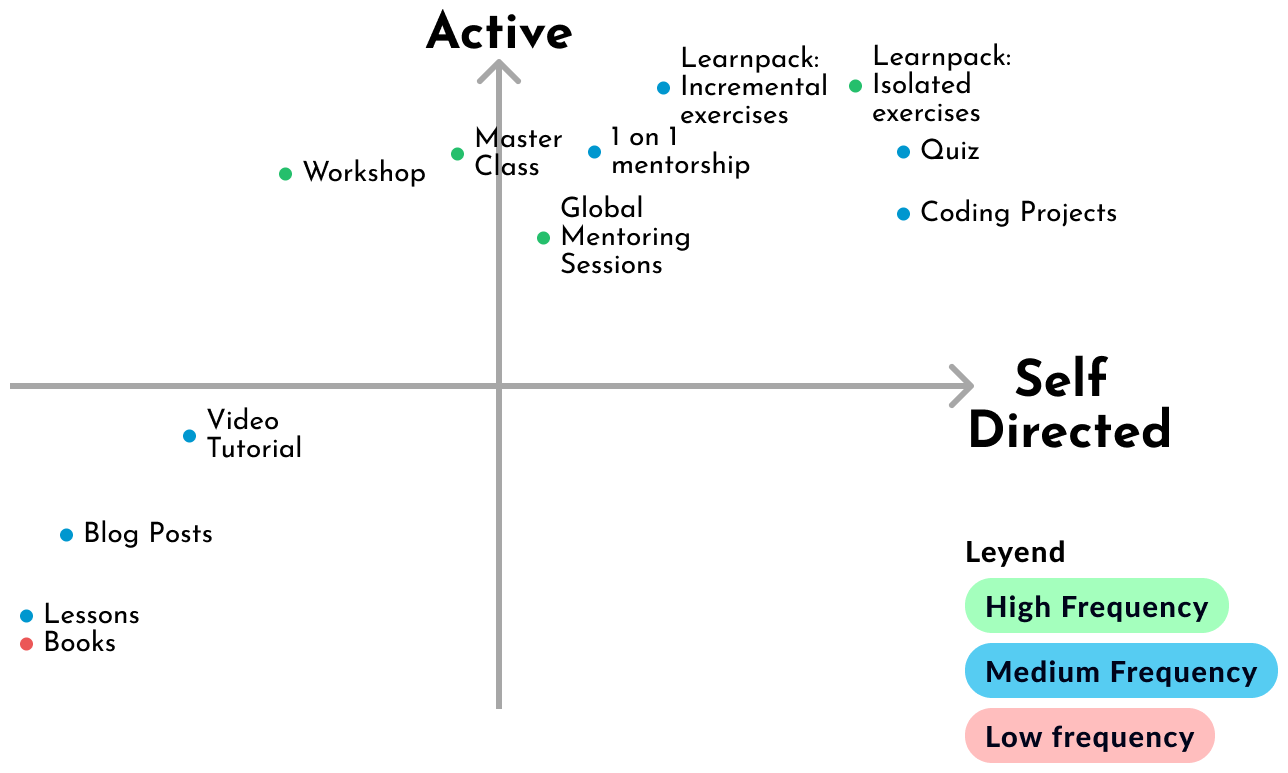 Active
Learnpack:
Incremental
exercises
Learnpack:
Isolated
exercises
Master
Class
1 on 1
mentorship
Quiz
Workshop
Global
Mentoring
Sessions
Coding Projects
Self
Directed
Video
Tutorial
Blog Posts
Lessons
Books
Leyend
High Frequency
Medium Frequency
Low frequency